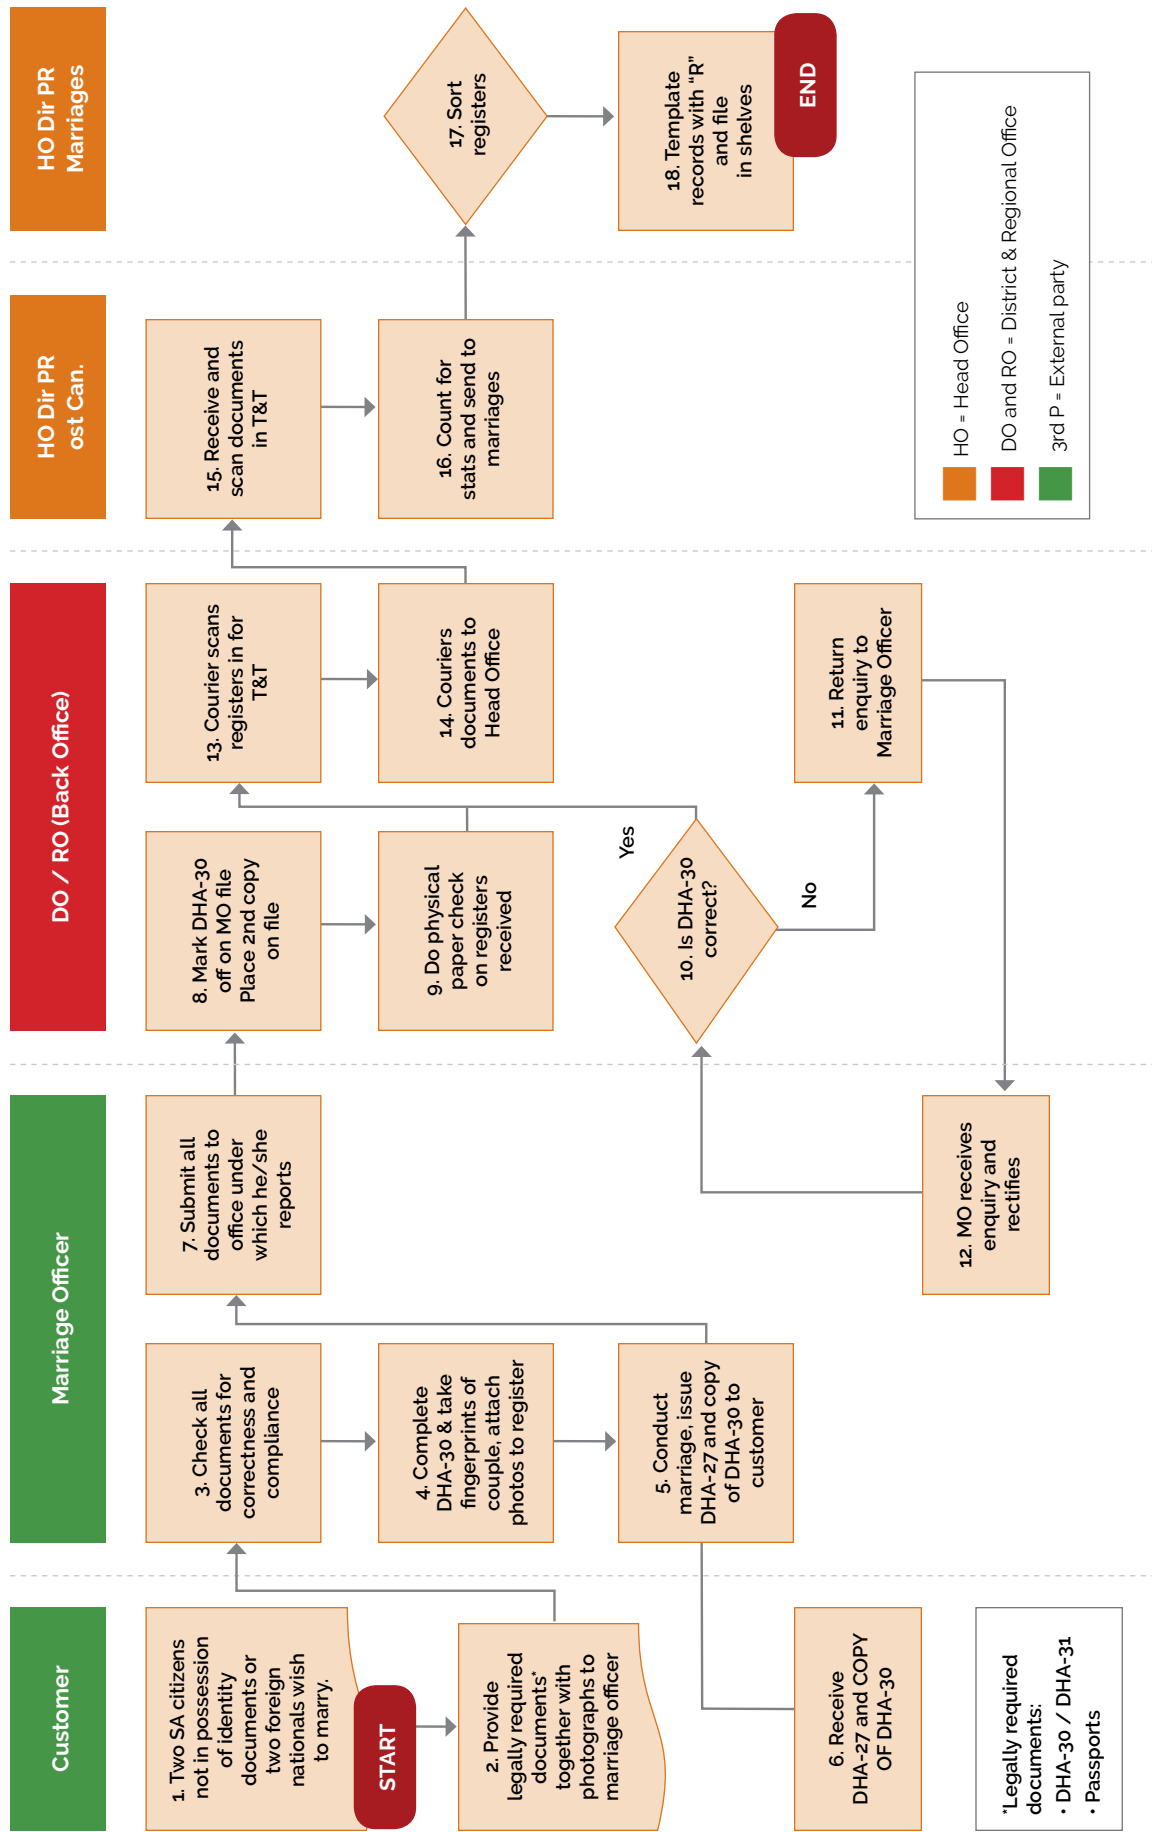 Customer
Marriage Officer
DO / RO (Back Office)
HO Dir PR
ost Can.
HO Dir PR
Marriages
1. Two SA citizens
not in possession
of identity
documents or
two foreign
nationals wish
to marry.
START
2. Provide
legally required
documents*
together with
photographs to
marriage officer
3. Check all
documents for
correctness and
compliance
4. Complete
DHA-30 & take
fingerprints of
couple, attach
photos to register
5. Conduct
marriage, issue
DHA-27 and copy
of DHA-30 to
customer
6. Receive
DHA-27 and COPY
OF DHA-30
7. Submit all
documents to
office under
which he/she
reports
8. Mark DHA-30
off on MO file
Place 2nd copy
on file
9. Do physical
paper check
on registers
received
10. Is DHA-30
correct?
Yes
No
11. Return
enquiry to
Marriage Officer
12. MO receives
enquiry and
rectifies
13. Courier scans
registers in for
T&T
14. Couriers
documents to
Head Office
15. Receive and
scan documents
in T&T
16. Count for
stats and send to
marriages
17. Sort
registers
18. Template
records with “R”
and file
in shelves
END
*Legally required
documents:
• DHA-30 / DHA-31
• Passports
HO = Head Office
DO and RO = District & Regional Office
3rd P = External party